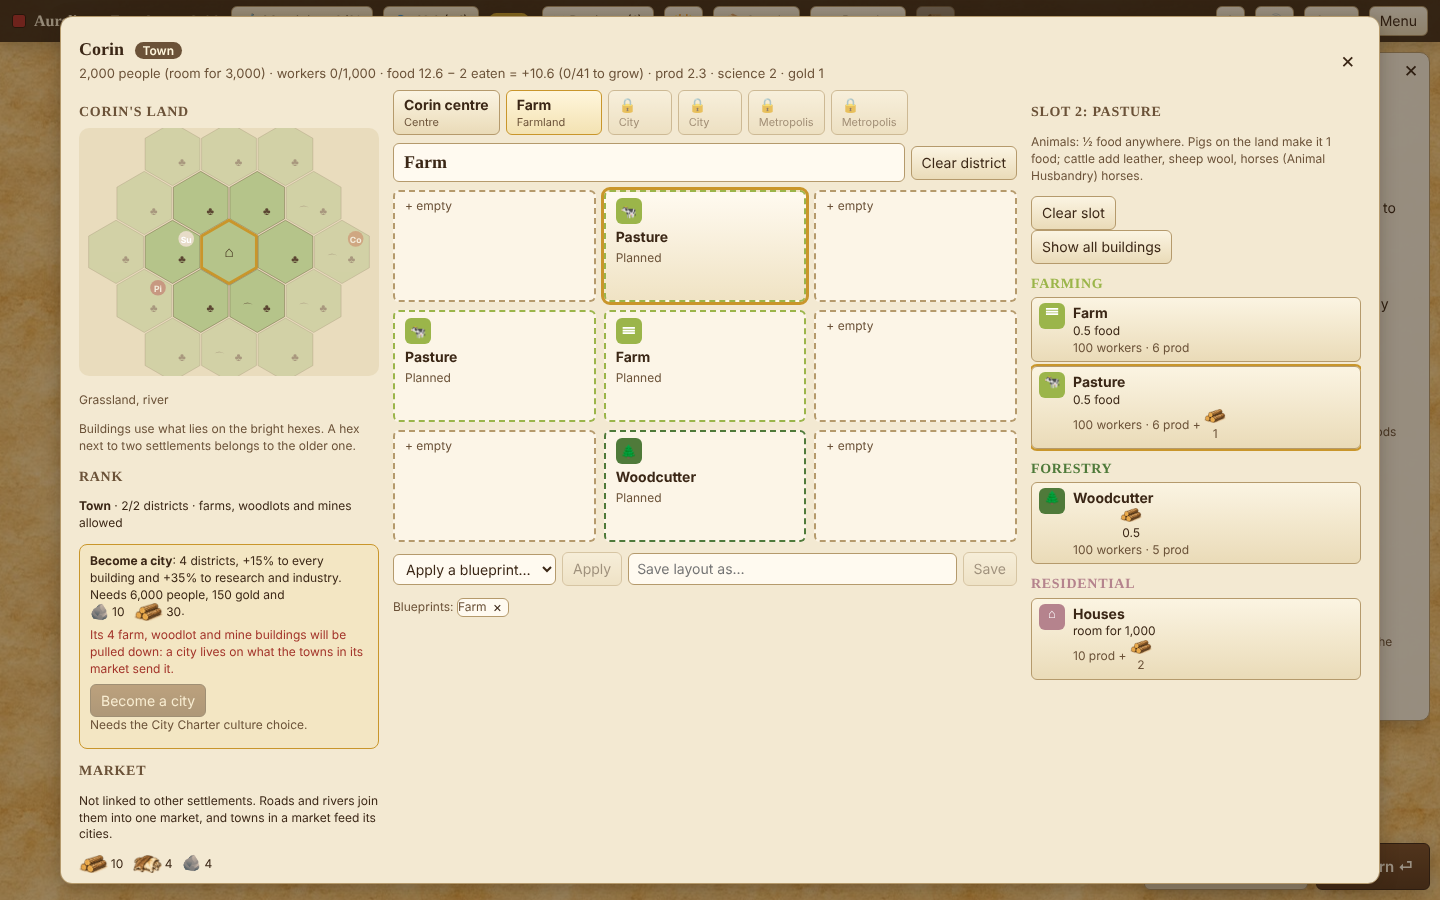 Menu
Corin Town
2,000 people (room for 3,000) · workers 0/1,000 · food 12.6 − 2 eaten = +10.6 (0/41 to grow) · prod 2.3 · science 2 · gold 1
CORIN'S LAND
Su
Co
Pi
Grassland, river
Buildings use what lies on the bright hexes. A hex
next to two settlements belongs to the older one.
RANK
Town · 2/2 districts · farms, woodlots and mines
allowed
Become a city: 4 districts, +15% to every
building and +35% to research and industry.
Needs 6,000 people, 150 gold and
10 30.
Its 4 farm, woodlot and mine buildings will be
pulled down: a city lives on what the towns in its
market send it.
Become a city
Needs the City Charter culture choice.
MARKET
Not linked to other settlements. Roads and rivers join
them into one market, and towns in a market feed its
cities.
10 4 4
Corin centre
Centre
Farm
Farmland
City
City
Metropolis
Metropolis
Farm
Clear district
+ empty
Pasture
Planned
+ empty
Pasture
Planned
Farm
Planned
+ empty
+ empty
Woodcutter
Planned
+ empty
Apply a blueprint...
Apply
Save layout as...
Save
Blueprints: Farm ×
SLOT 2: PASTURE
Animals: ½ food anywhere. Pigs on the land make it 1
food; cattle add leather, sheep wool, horses (Animal
Husbandry) horses.
Clear slot
Show all buildings
FARMING
Farm
0.5 food
100 workers · 6 prod
Pasture
0.5 food
100 workers · 6 prod +
1
FORESTRY
Woodcutter
0.5
100 workers · 5 prod
RESIDENTIAL
Houses
room for 1,000
10 prod +
2
to